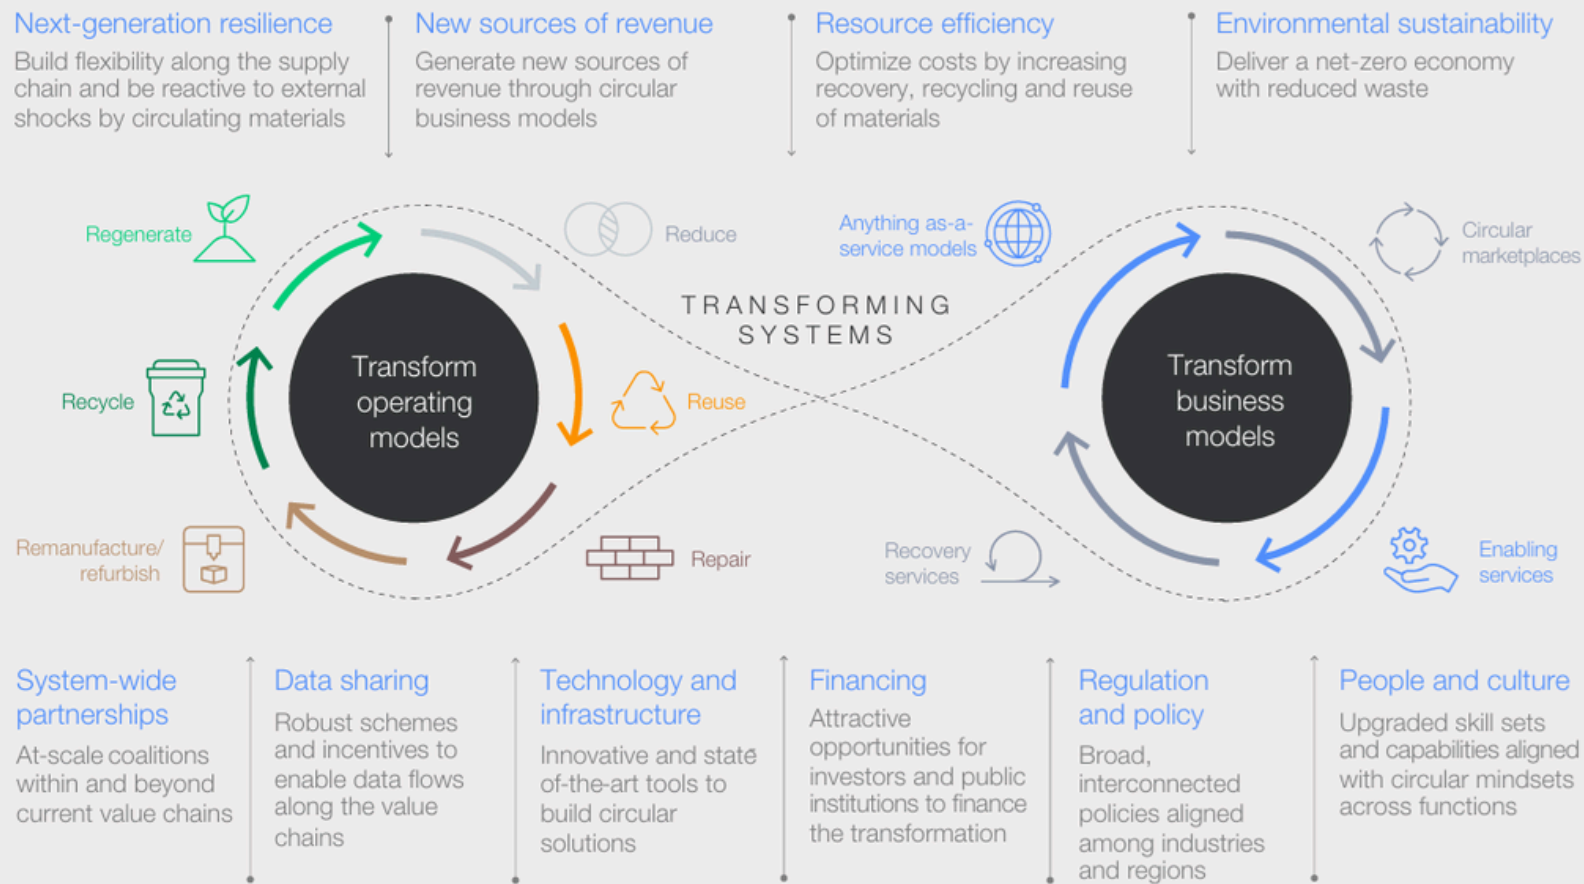 Next-generation resilience
Build flexibility along the supply
chain and be reactive to external
shocks by circulating materials
New sources of revenue
Generate new sources of
revenue through circular
business models
Resource efficiency
Optimize costs by increasing
recovery, recycling and reuse
of materials
Environmental sustainability
Deliver a net-zero economy
with reduced waste
Regenerate
Reduce
Recycle
Transform
operating
models
Reuse
Remanufacture/
refurbish
Repair
TRANSFORMING
SYSTEMS
Anything as-a-
service models
Circular
marketplaces
Transform
business
models
Recovery
services
Enabling
services
System-wide
partnerships
At-scale coalitions
within and beyond
current value chains
Data sharing
Robust schemes
and incentives to
enable data flows
along the value
chains
Technology and
infrastructure
Innovative and state-
of-the-art tools to
build circular
solutions
Financing
Attractive
opportunities for
investors and public
institutions to finance
the transformation
Regulation
and policy
Broad,
interconnected
policies aligned
among industries
and regions
People and culture
Upgraded skill sets
and capabilities aligned
with circular mindsets
across functions